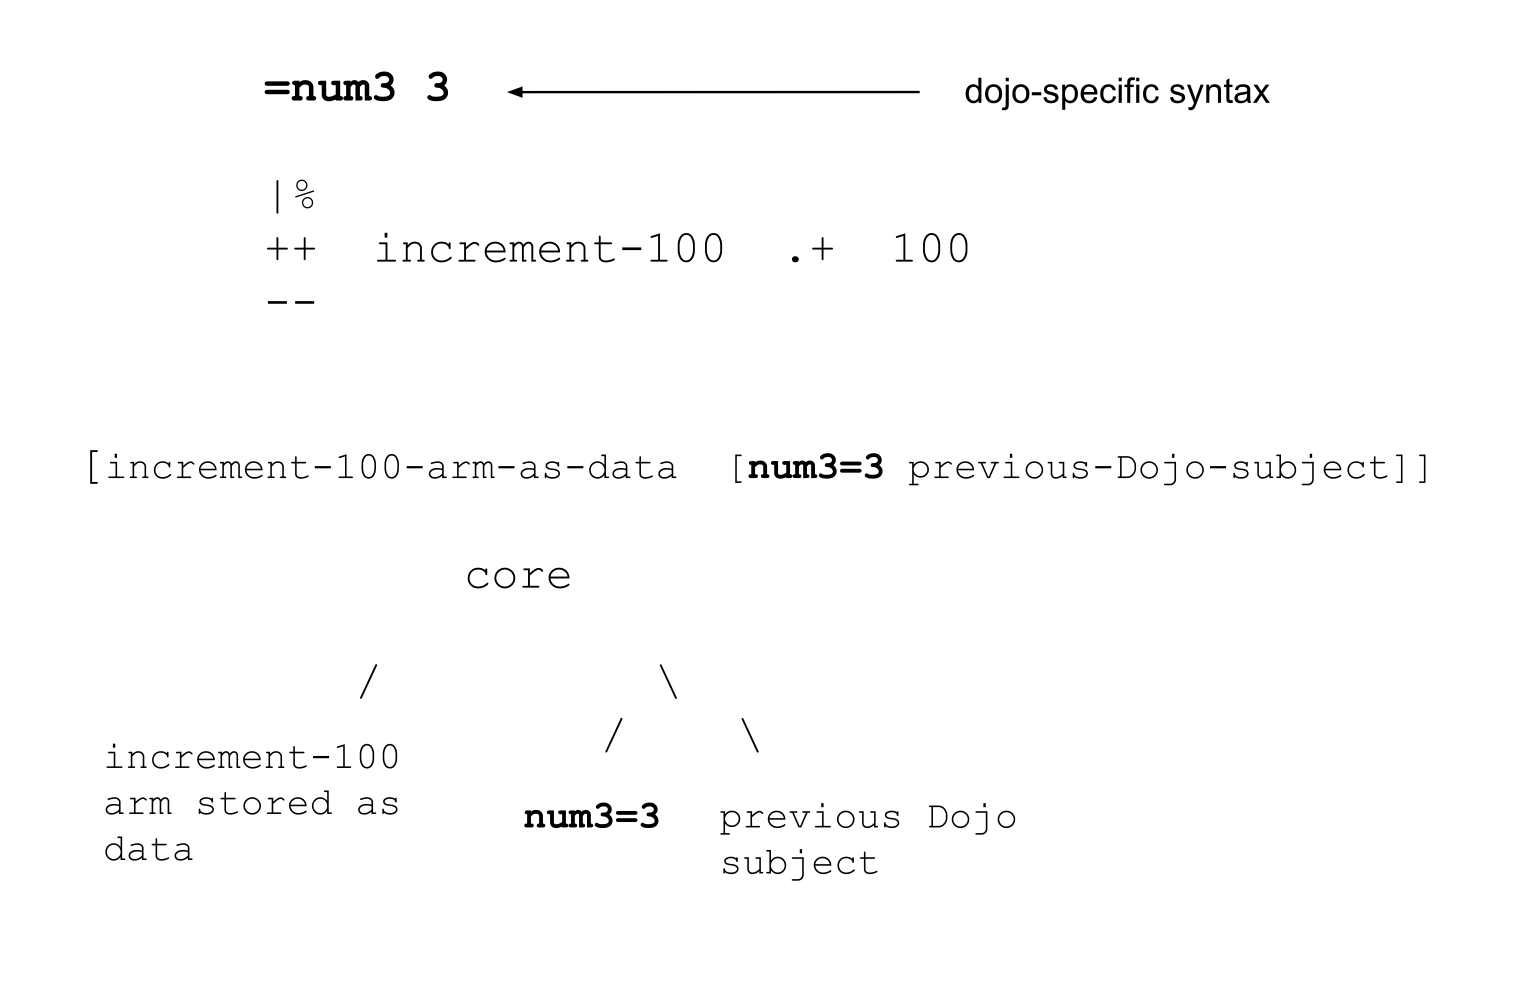 =num3 3 dojo-specific syntax
|%
++ increment-100 .+ 100
--
[increment-100-arm-as-data [num3=3 previous-Dojo-subject]]
core
/ \
/ \
increment-100
arm stored as
data
num3=3 previous Dojo
subject